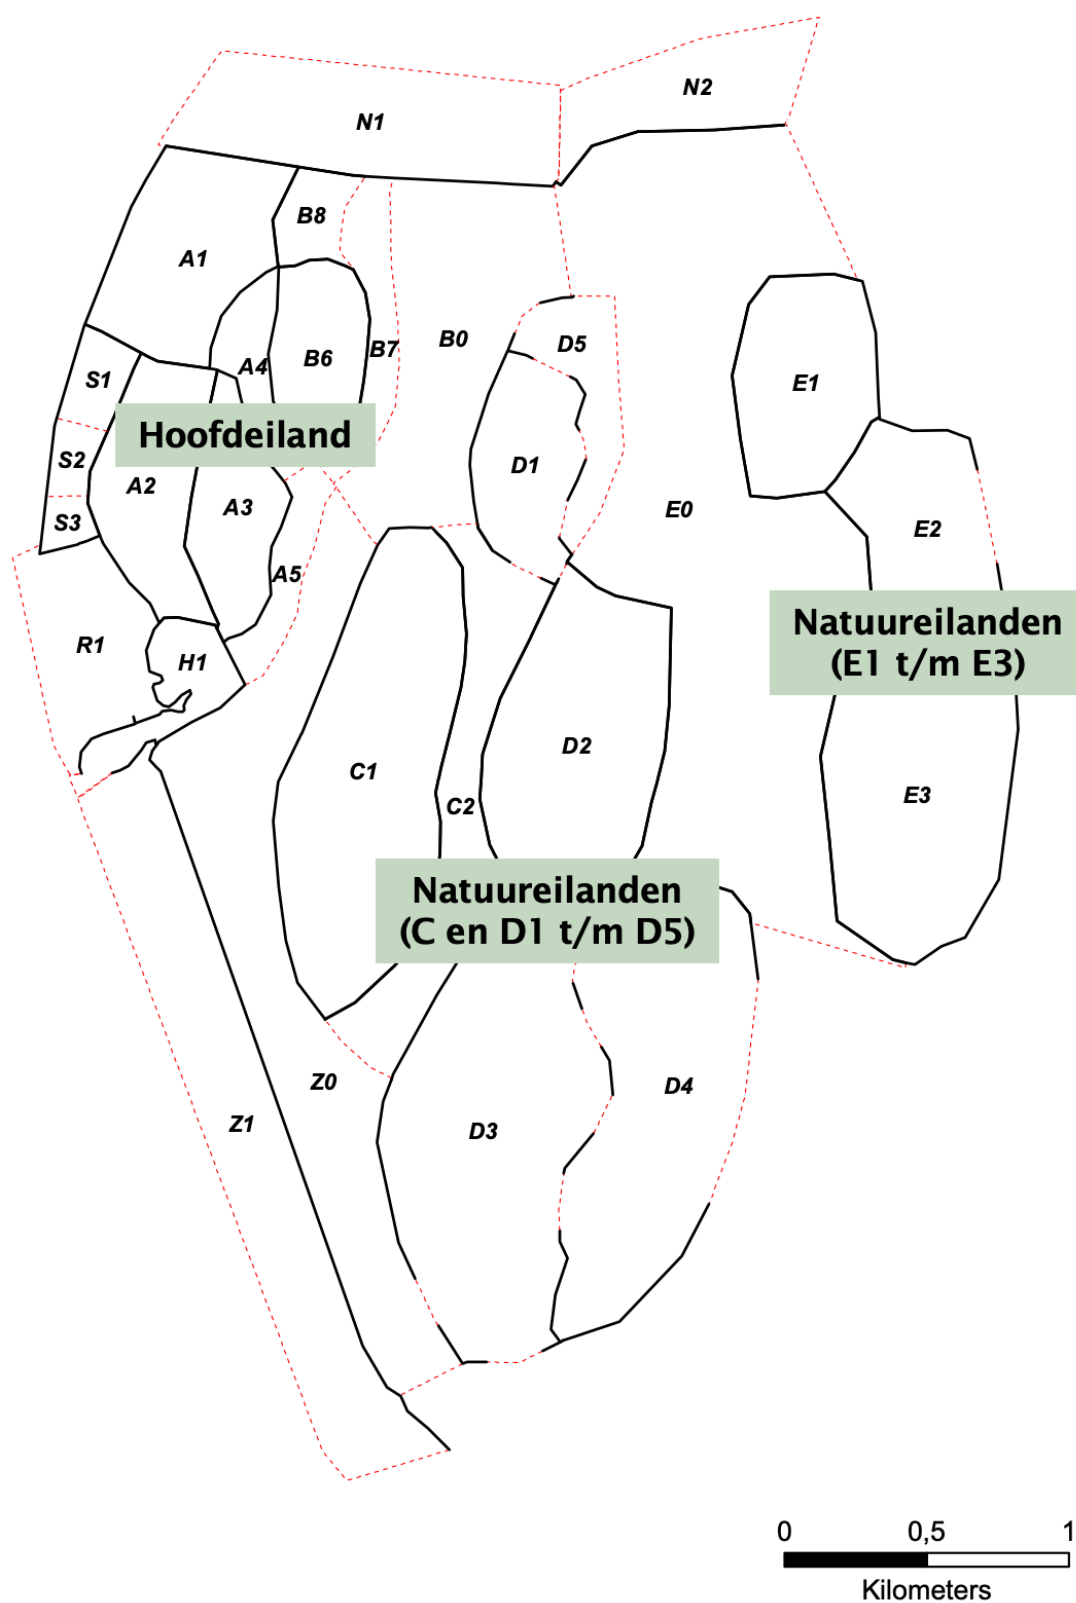 N2
N1
B8
A1
B0
D5
B7
B6
A4
S1
E1
Hoofdeiland
S2
D1
A2
A3
E0
S3
E2
A5
Natuureilanden
(E1 t/m E3)
R1
H1
D2
C1
E3
C2
Natuureilanden
(C en D1 t/m D5)
Z0
D4
Z1
D3
0 0,5 1
Kilometers